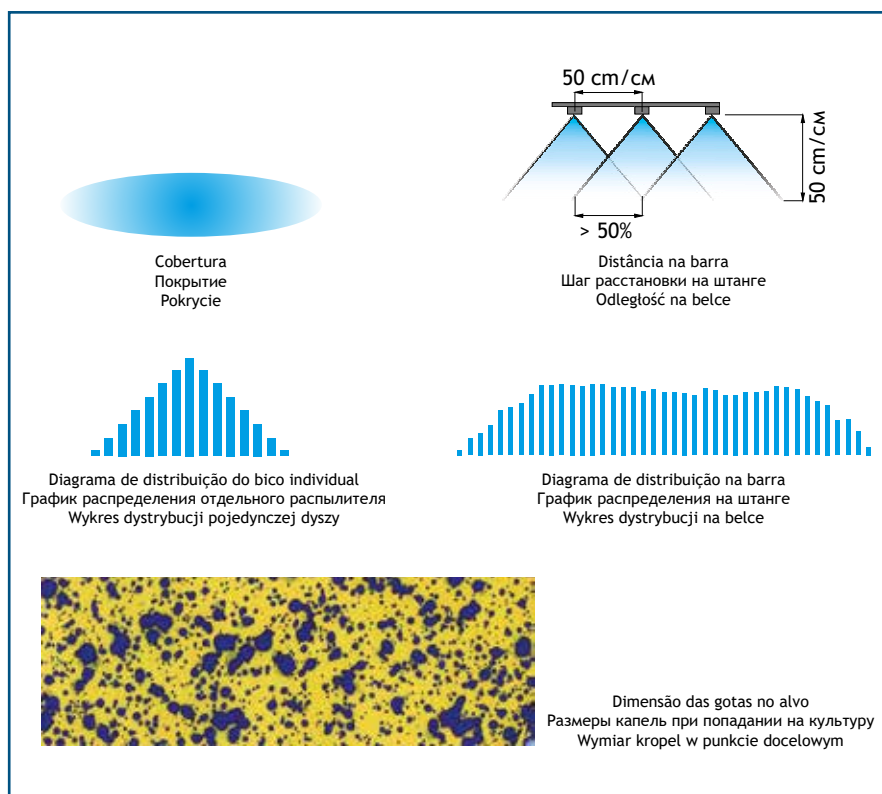 50 cm/см
50 cm/см
> 50%
Cobertura
Покрытие
Pokrycie
Distância na barra
Шаг расстановки на штанге
Odległość na belce
Diagrama de distribuição do bico individual
График распределения отдельного распылителя
Wykres dystrybucji pojedynczej dyszy
Diagrama de distribuição na barra
График распределения на штанге
Wykres dystrybucji na belce
Dimensão das gotas no alvo
Размеры капель при попадании на культуру
Wymiar kropel w punkcie docelowym